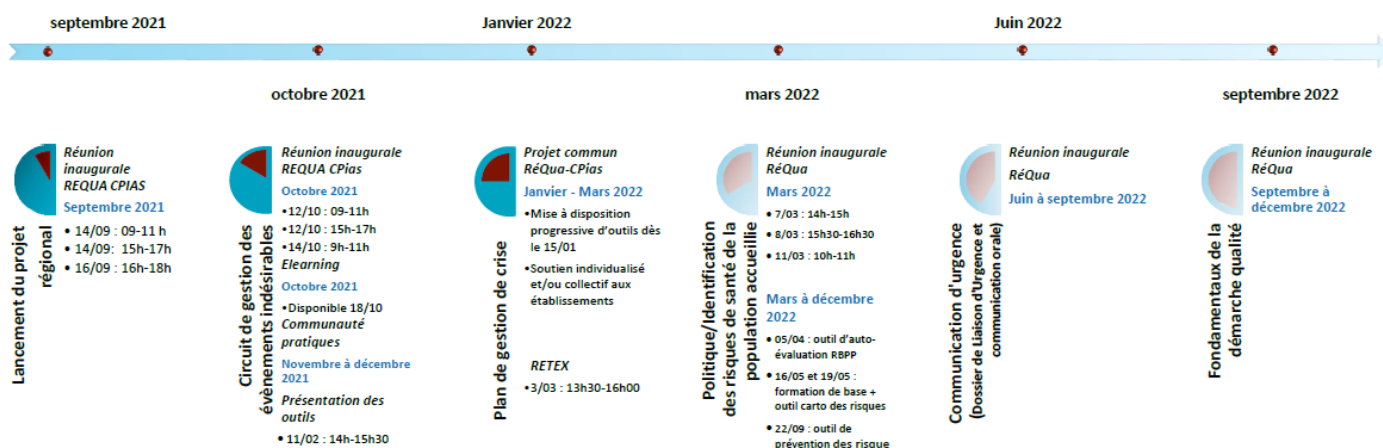 septembre 2021
Janvier 2022
Juin 2022
octobre 2021
mars 2022
septembre 2022
Lancement du projet
régional
Réunion
inaugurale
REQUA CPIAS
Septembre 2021
• 14/09 : 09-11 h
• 14/09 : 15h-17h
• 16/09 : 16h-18h
Circuit de gestion des
évènements indésirables
Réunion inaugurale
REQUA CPias
Octobre 2021
•12/10 : 09-11h
•12/10 : 15h-17h
•14/10 : 9h-11h
Elearning
Octobre 2021
•Disponible 18/10
Communauté
pratiques
Novembre à décembre
2021
Présentation des
outils
• 11/02 : 14h-15h30
Plan de gestion de crise
Projet commun
RéQua-CPias
Janvier - Mars 2022
•Mise à disposition
progressive d'outils dès
le 15/01
•Soutien individualisé
et/ou collectif aux
établissements
RETEX
•3/03 : 13h30-16h00
Politique/Identification
des risques de santé de la
population accueillie
Réunion inaugurale
RéQua
Mars 2022
• 7/03 : 14h-15h
• 8/03 : 15h30-16h30
• 11/03 : 10h-11h
Mars à décembre
2022
• 05/04 : outil d'auto-
évaluation RBPP
• 16/05 et 19/05 :
formation de base +
outil carto des risques
• 22/09 : outil de
prévention des risque
Communication d'urgence
(Dossier de Liaison d'Urgence et
communication orale)
Réunion inaugurale
RéQua
Juin à septembre 2022
Fondamentaux de la
démarche qualité
Réunion inaugurale
RéQua
Septembre à
décembre 2022